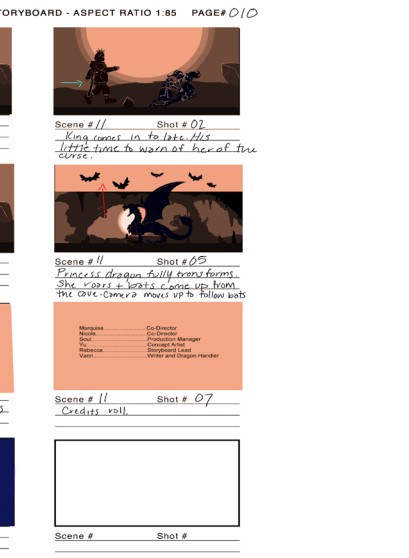 TORYBOARD - ASPECT RATIO 1:85 PAGE# 010
Scene # 11 Shot # 02
King comes in to late. His
little time to warn of her of the
curse.
Scene # 11 Shot # 05
Princess dragon fully transforms.
She roars + bats come up from
the cave. Camera moves up to follow bats
Marquise Co-Director
Nicole Co-Director
Soul Production Manager
Yu Concept Artist
Rebecca Storyboard Lead
Vann Writer and Dragon Handler
Scene # 11 Shot # 07
Credits roll.
Scene # Shot #